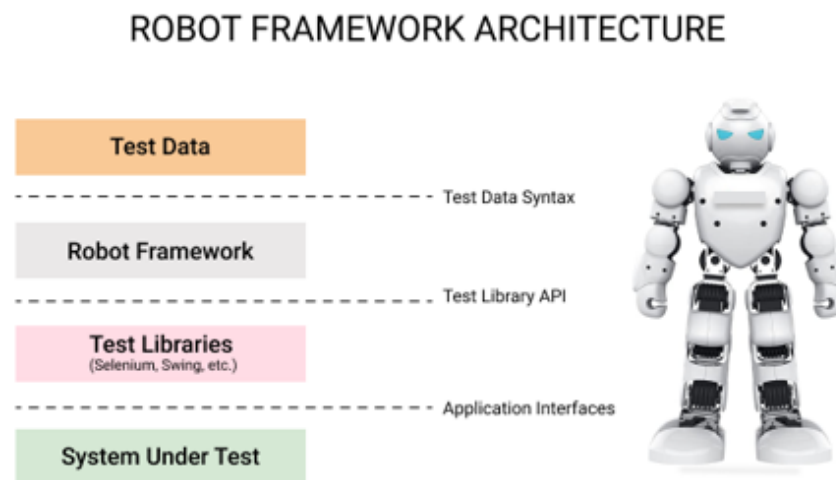 ROBOT FRAMEWORK ARCHITECTURE
Test Data
Test Data Syntax
Robot Framework
Test Library API
Test Libraries
(Selenium, Swing, etc.)
Application Interfaces
System Under Test